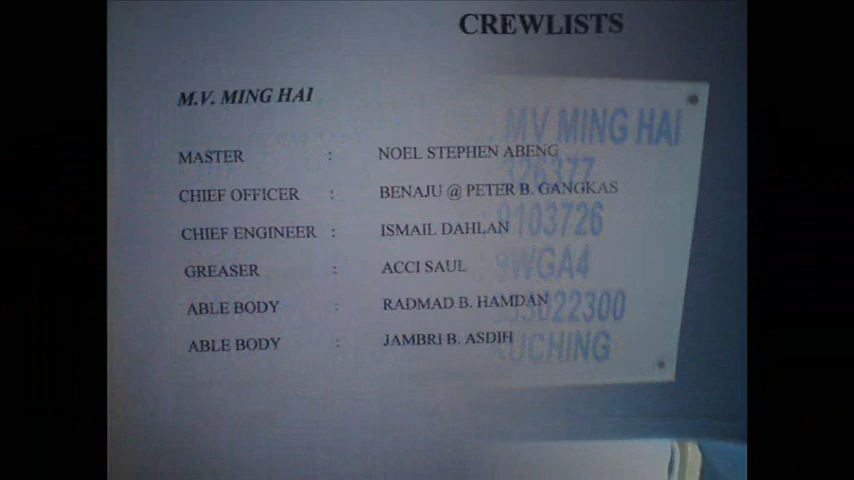 CREWLISTS
M.V. MING HAI
MASTER : NOEL STEPHEN ABENG
CHIEF OFFICER : BENAJU @ PETER B. GANGKAS
CHIEF ENGINEER : ISMAIL DAHLAN
GREASER : ACCI SAUL
ABLE BODY : RADMAD B. HAMDAN
ABLE BODY : JAMBRI B. ASDIH
MV MING HAI
326377
9103726
9WGA4
KUCHING